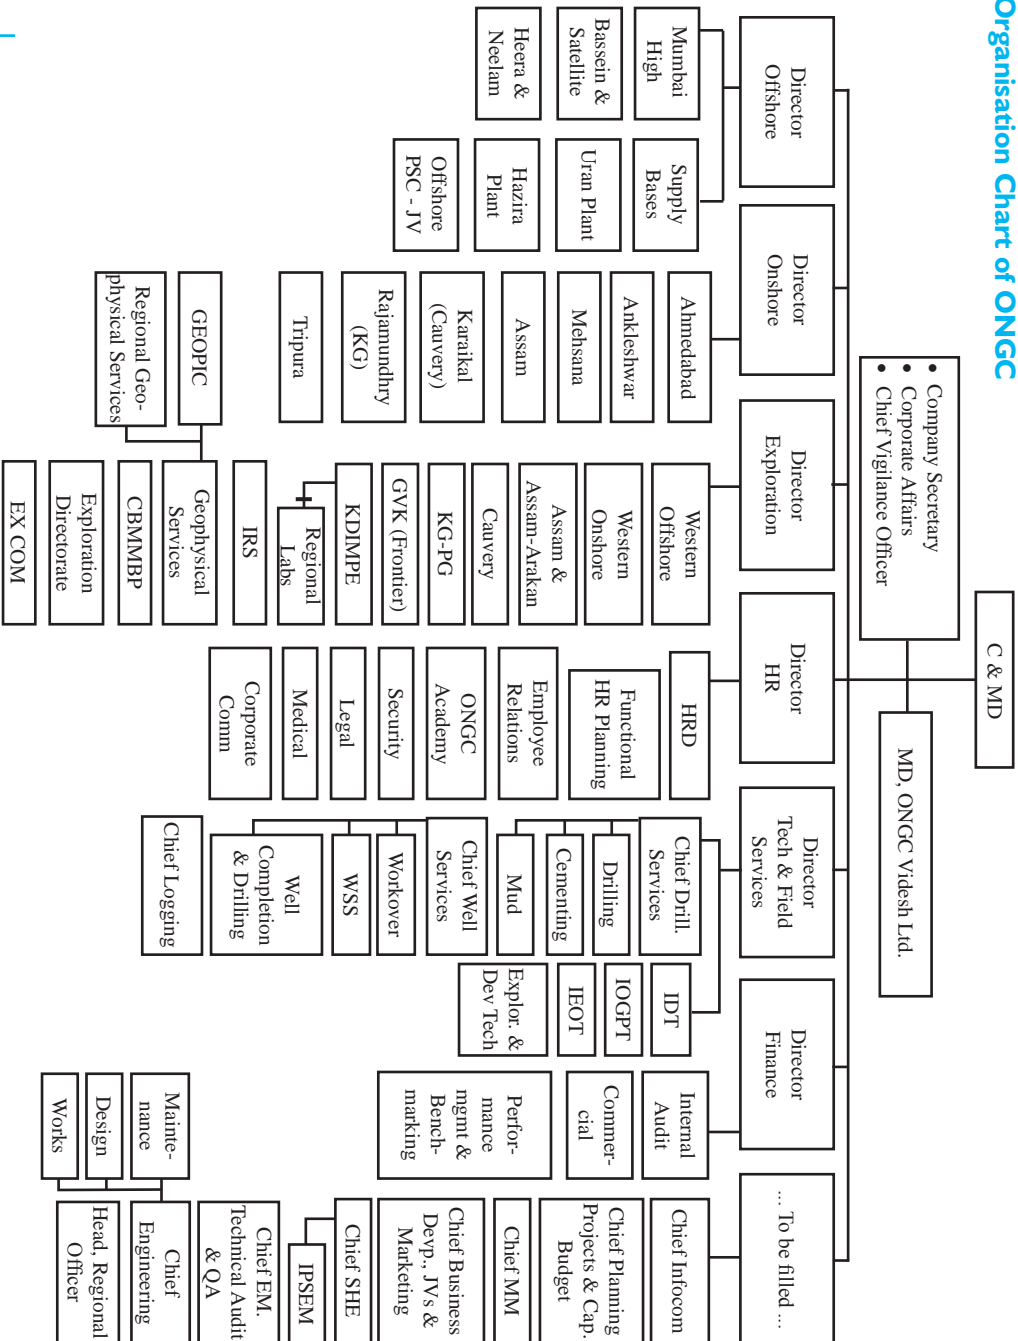 Organisation Chart of ONGC
C & MD
• Company Secretary
• Corporate Affairs
• Chief Vigilance Officer
MD, ONGC Videsh Ltd.
Director
Offshore
Director
Onshore
Director
Exploration
Director
HR
Director
Tech & Field
Services
Director
Finance
... To be filled ...
Mumbai
High
Bassein &
Satellite
Heera &
Neelam
Supply
Bases
Uran Plant
Hazira
Plant
Offshore
PSC - JV
Ahmedabad
Ankleshwar
Mehsana
Assam
Karaikal
(Cauvery)
Rajamundhry
(KG)
Tripura
Western
Offshore
Western
Onshore
Assam &
Assam-Arakan
Cauvery
KG-PG
GVK (Frontier)
KDIMPE
Regional
Labs
IRS
Geophysical
Services
GEOPIC
Regional Geo-
physical Services
CBMMBP
Exploration
Directorate
EX COM
HRD
Functional
HR Planning
Employee
Relations
ONGC
Academy
Security
Legal
Medical
Corporate
Comm
Chief Drill.
Services
Drilling
Cementing
Mud
Chief Well
Services
Workover
WSS
Well
Completion
& Drilling
Chief Logging
IDT
IOGPT
IEOT
Explor. &
Dev Tech
Internal
Audit
Commer-
cial
Perfor-
mance
mgmt &
Bench-
marking
Chief Infocom
Chief Planning
Projects & Cap.
Budget
Chief MM
Chief Business
Devp., JVs &
Marketing
Chief SHE
IPSEM
Chief EM.
Technical Audit
& QA
Chief
Engineering
Mainte-
nance
Design
Works
Head, Regional
Officer